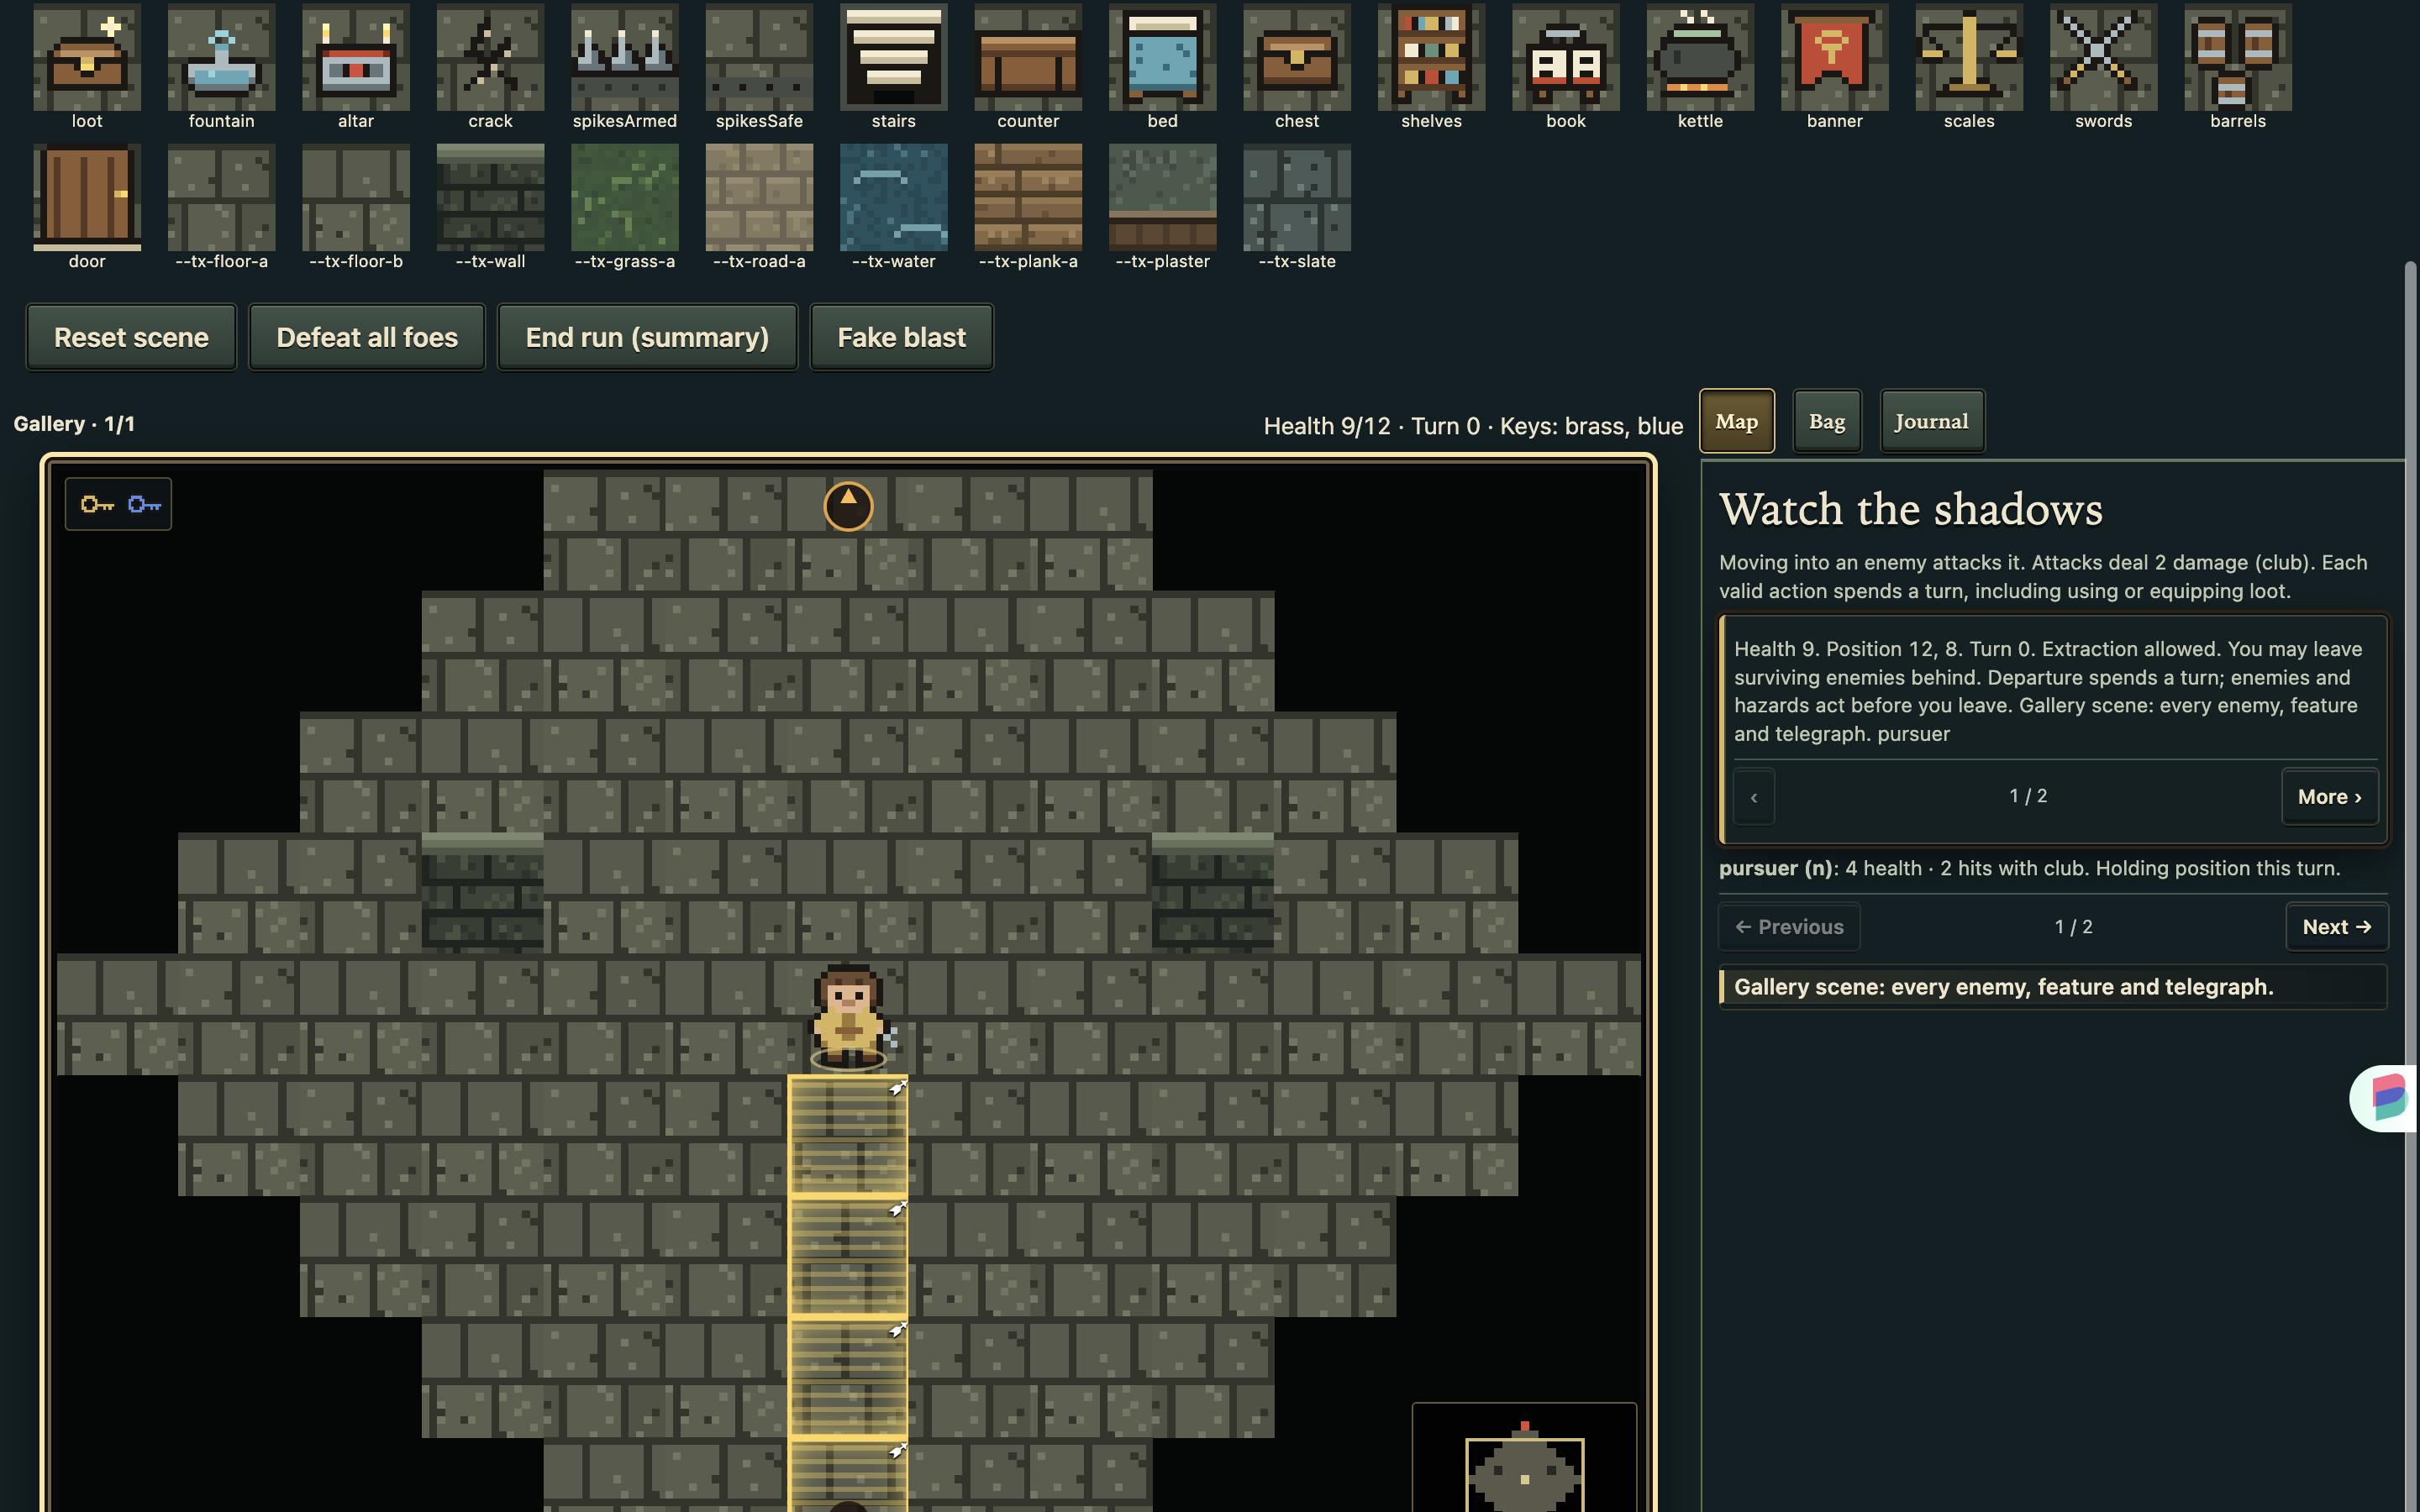 loot fountain altar crack spikesArmed spikesSafe stairs counter bed chest shelves book kettle banner scales swords barrels
door --tx-floor-a --tx-floor-b --tx-wall --tx-grass-a --tx-road-a --tx-water --tx-plank-a --tx-plaster --tx-slate
Reset scene Defeat all foes End run (summary) Fake blast
Gallery · 1/1
Health 9/12 · Turn 0 · Keys: brass, blue
Map Bag Journal
Watch the shadows
Moving into an enemy attacks it. Attacks deal 2 damage (club). Each
valid action spends a turn, including using or equipping loot.
Health 9. Position 12, 8. Turn 0. Extraction allowed. You may leave
surviving enemies behind. Departure spends a turn; enemies and
hazards act before you leave. Gallery scene: every enemy, feature
and telegraph. pursuer
‹ 1 / 2 More ›
pursuer (n): 4 health · 2 hits with club. Holding position this turn.
← Previous 1 / 2 Next →
Gallery scene: every enemy, feature and telegraph.